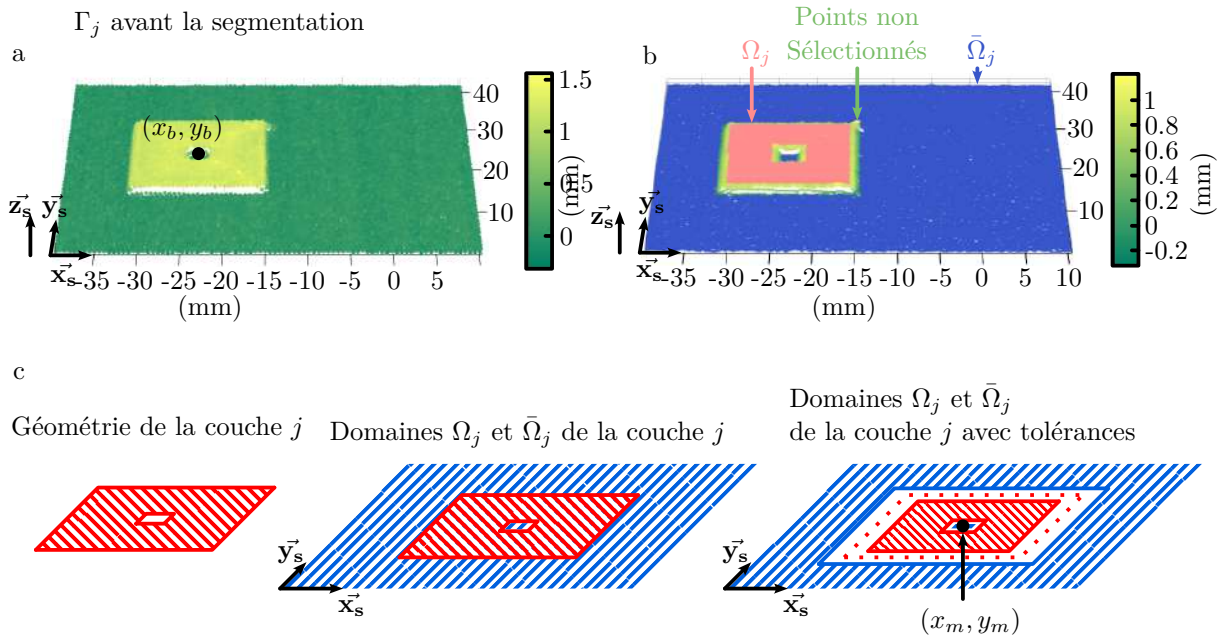 Γ_j avant la segmentation
a
(x_b, y_b)
1.5
1
0.5
0
(mm)
40
30
20
10
z⃗_s
y⃗_s
x⃗_s
-35 -30 -25 -20 -15 -10 -5 0
(mm)
b
Points non
Sélectionnés
Ω_j
Ω̄_j
1
0.8
0.6
0.4
0.2
0
-0.2
(mm)
40
30
20
10
z⃗_s
y⃗_s
x⃗_s
-35 -30 -25 -20 -15 -10 -5 0 5 10
(mm)
c
Géométrie de la couche j
Domaines Ω_j et Ω̄_j de la couche j
Domaines Ω_j et Ω̄_j
de la couche j avec tolérances
y⃗_s
x⃗_s
y⃗_s
x⃗_s
(x_m, y_m)